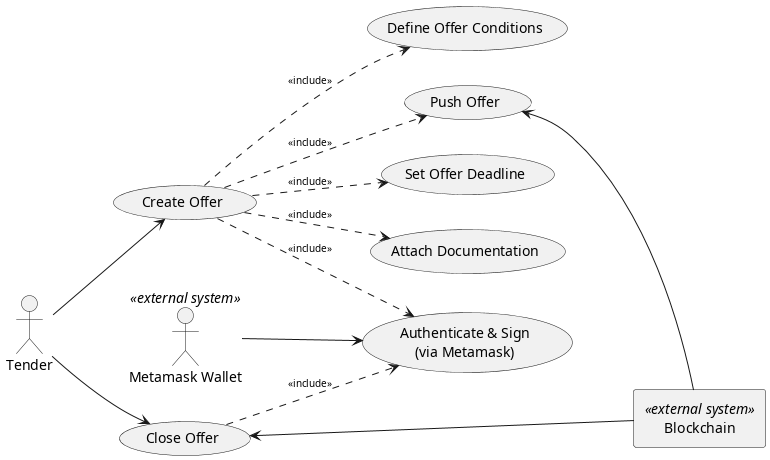 Define Offer Conditions
«include»
Push Offer
«include»
Set Offer Deadline
«include»
Create Offer
«include»
Attach Documentation
«include»
«external system»
Metamask Wallet
Authenticate & Sign
(via Metamask)
Tender
«include»
Close Offer
«external system»
Blockchain